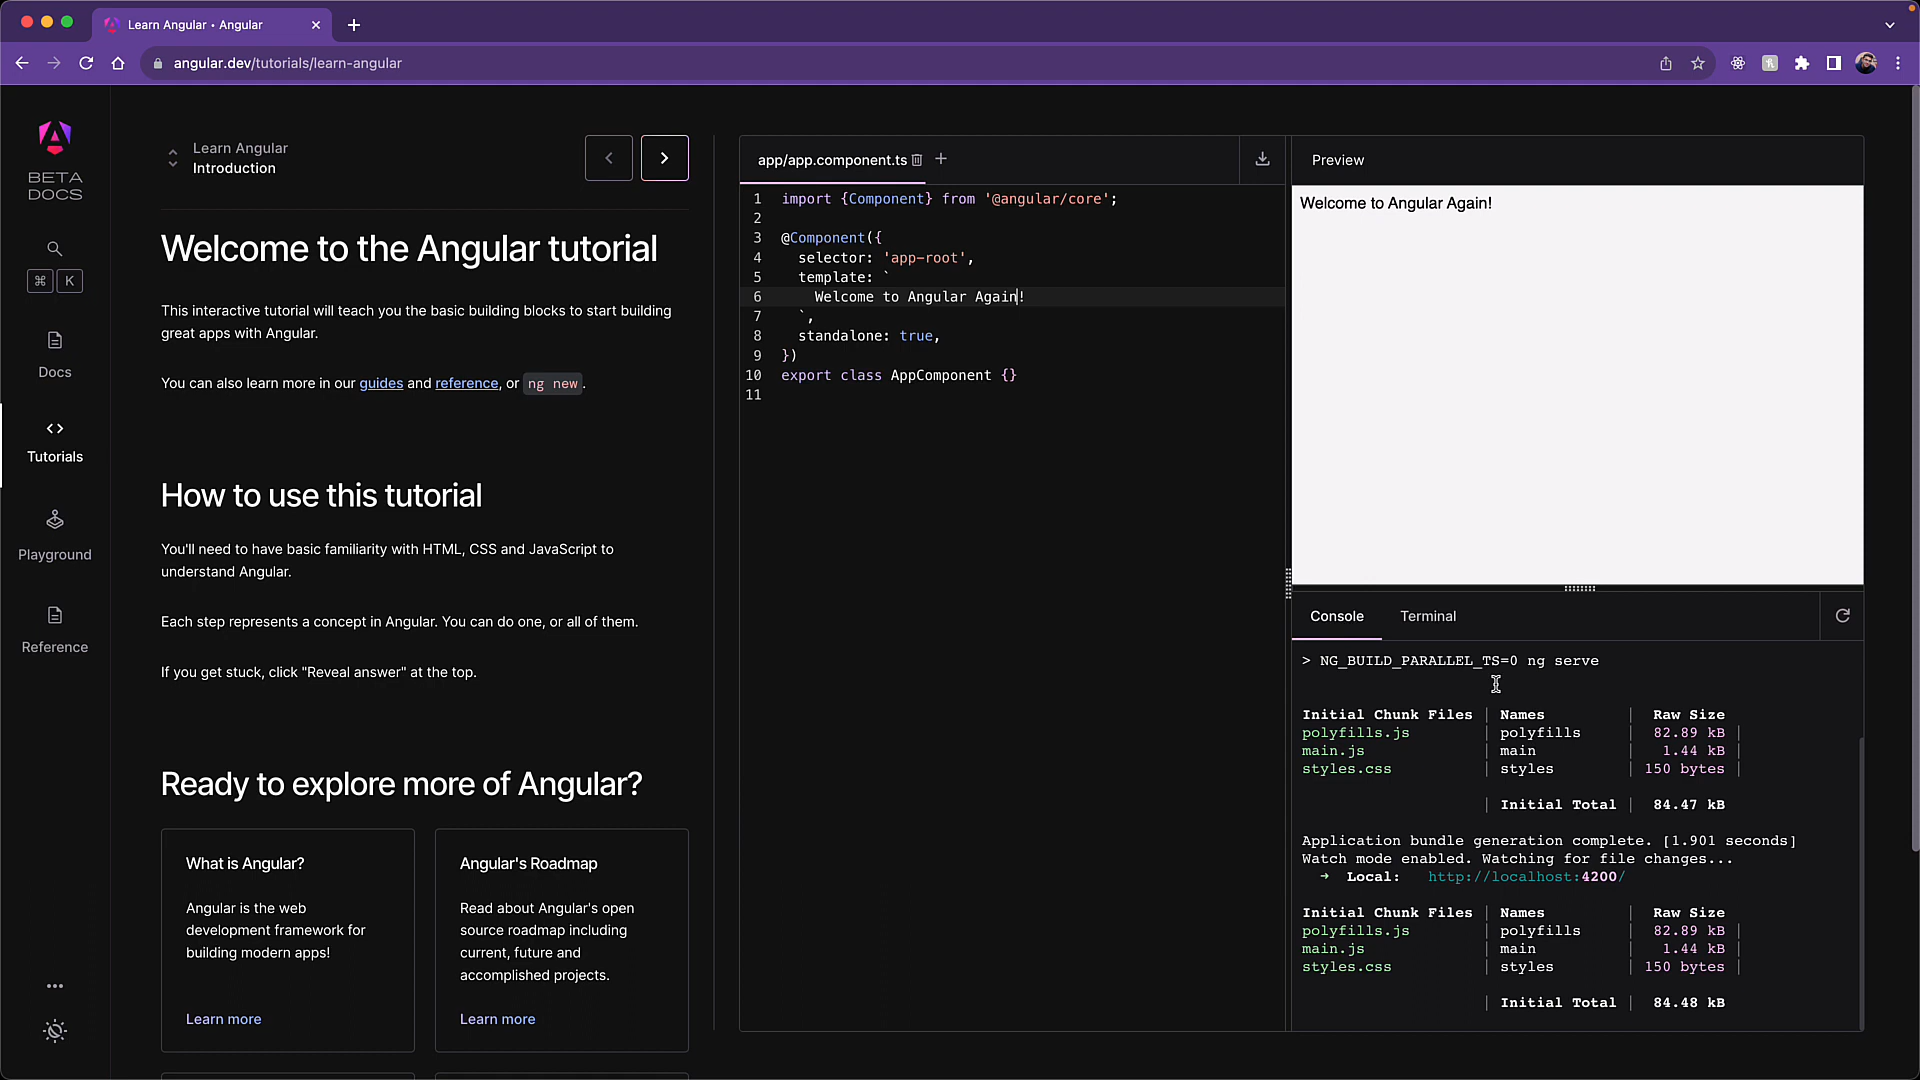 Learn Angular • Angular
angular.dev/tutorials/learn-angular
BETA
DOCS
⌘ K
Docs
Tutorials
Playground
Reference
Learn Angular
Introduction
Welcome to the Angular tutorial
This interactive tutorial will teach you the basic building blocks to start building
great apps with Angular.
You can also learn more in our guides and reference, or ng new.
How to use this tutorial
You'll need to have basic familiarity with HTML, CSS and JavaScript to
understand Angular.
Each step represents a concept in Angular. You can do one, or all of them.
If you get stuck, click "Reveal answer" at the top.
Ready to explore more of Angular?
What is Angular?
Angular is the web
development framework for
building modern apps!
Learn more
Angular's Roadmap
Read about Angular's open
source roadmap including
current, future and
accomplished projects.
Learn more
app/app.component.ts
1 import {Component} from '@angular/core';
2
3 @Component({
4 selector: 'app-root',
5 template: `
6 Welcome to Angular Again!
7 `,
8 standalone: true,
9 })
10 export class AppComponent {}
11
Preview
Welcome to Angular Again!
Console Terminal
> NG_BUILD_PARALLEL_TS=0 ng serve
Initial Chunk Files | Names | Raw Size
polyfills.js | polyfills | 82.89 kB |
main.js | main | 1.44 kB |
styles.css | styles | 150 bytes |
| Initial Total | 84.47 kB
Application bundle generation complete. [1.901 seconds]
Watch mode enabled. Watching for file changes...
➜ Local: http://localhost:4200/
Initial Chunk Files | Names | Raw Size
polyfills.js | polyfills | 82.89 kB |
main.js | main | 1.44 kB |
styles.css | styles | 150 bytes |
| Initial Total | 84.48 kB